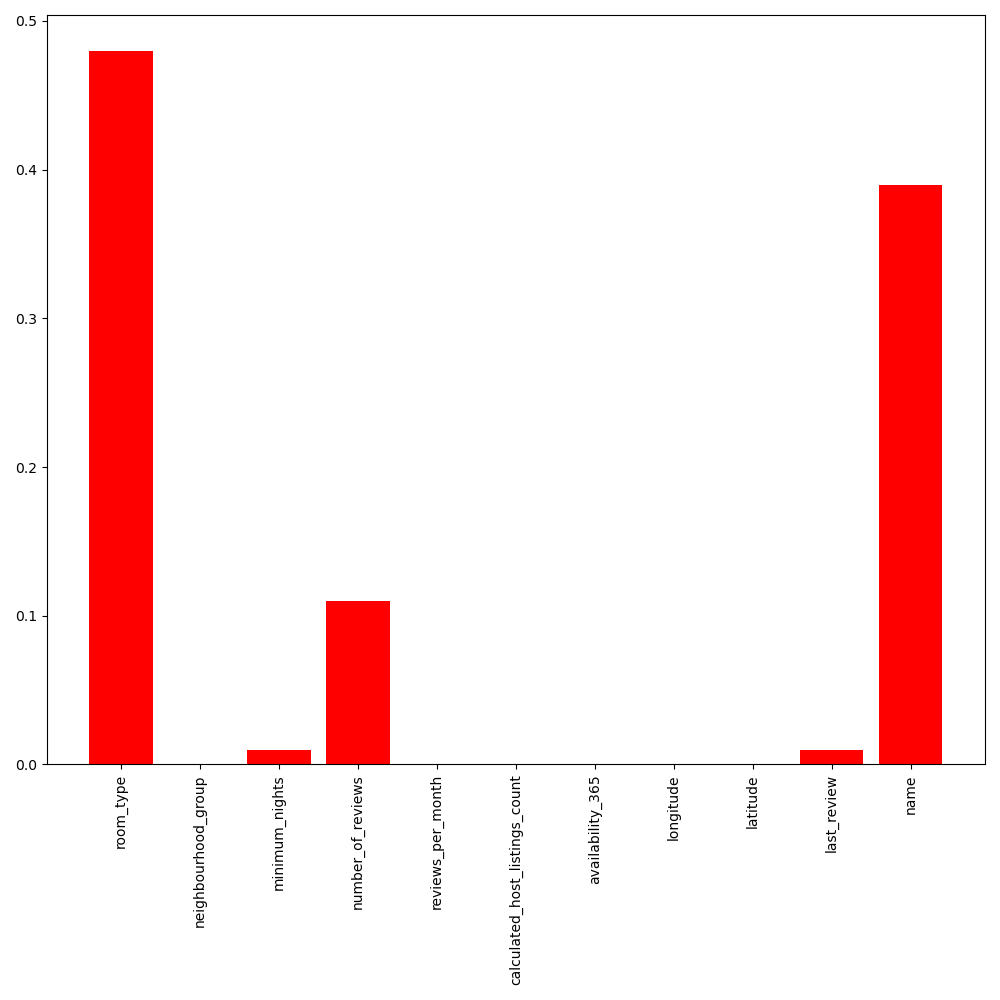 0.5
0.4
0.3
0.2
0.1
0.0
room_type
neighbourhood_group
minimum_nights
number_of_reviews
reviews_per_month
calculated_host_listings_count
availability_365
longitude
latitude
last_review
name